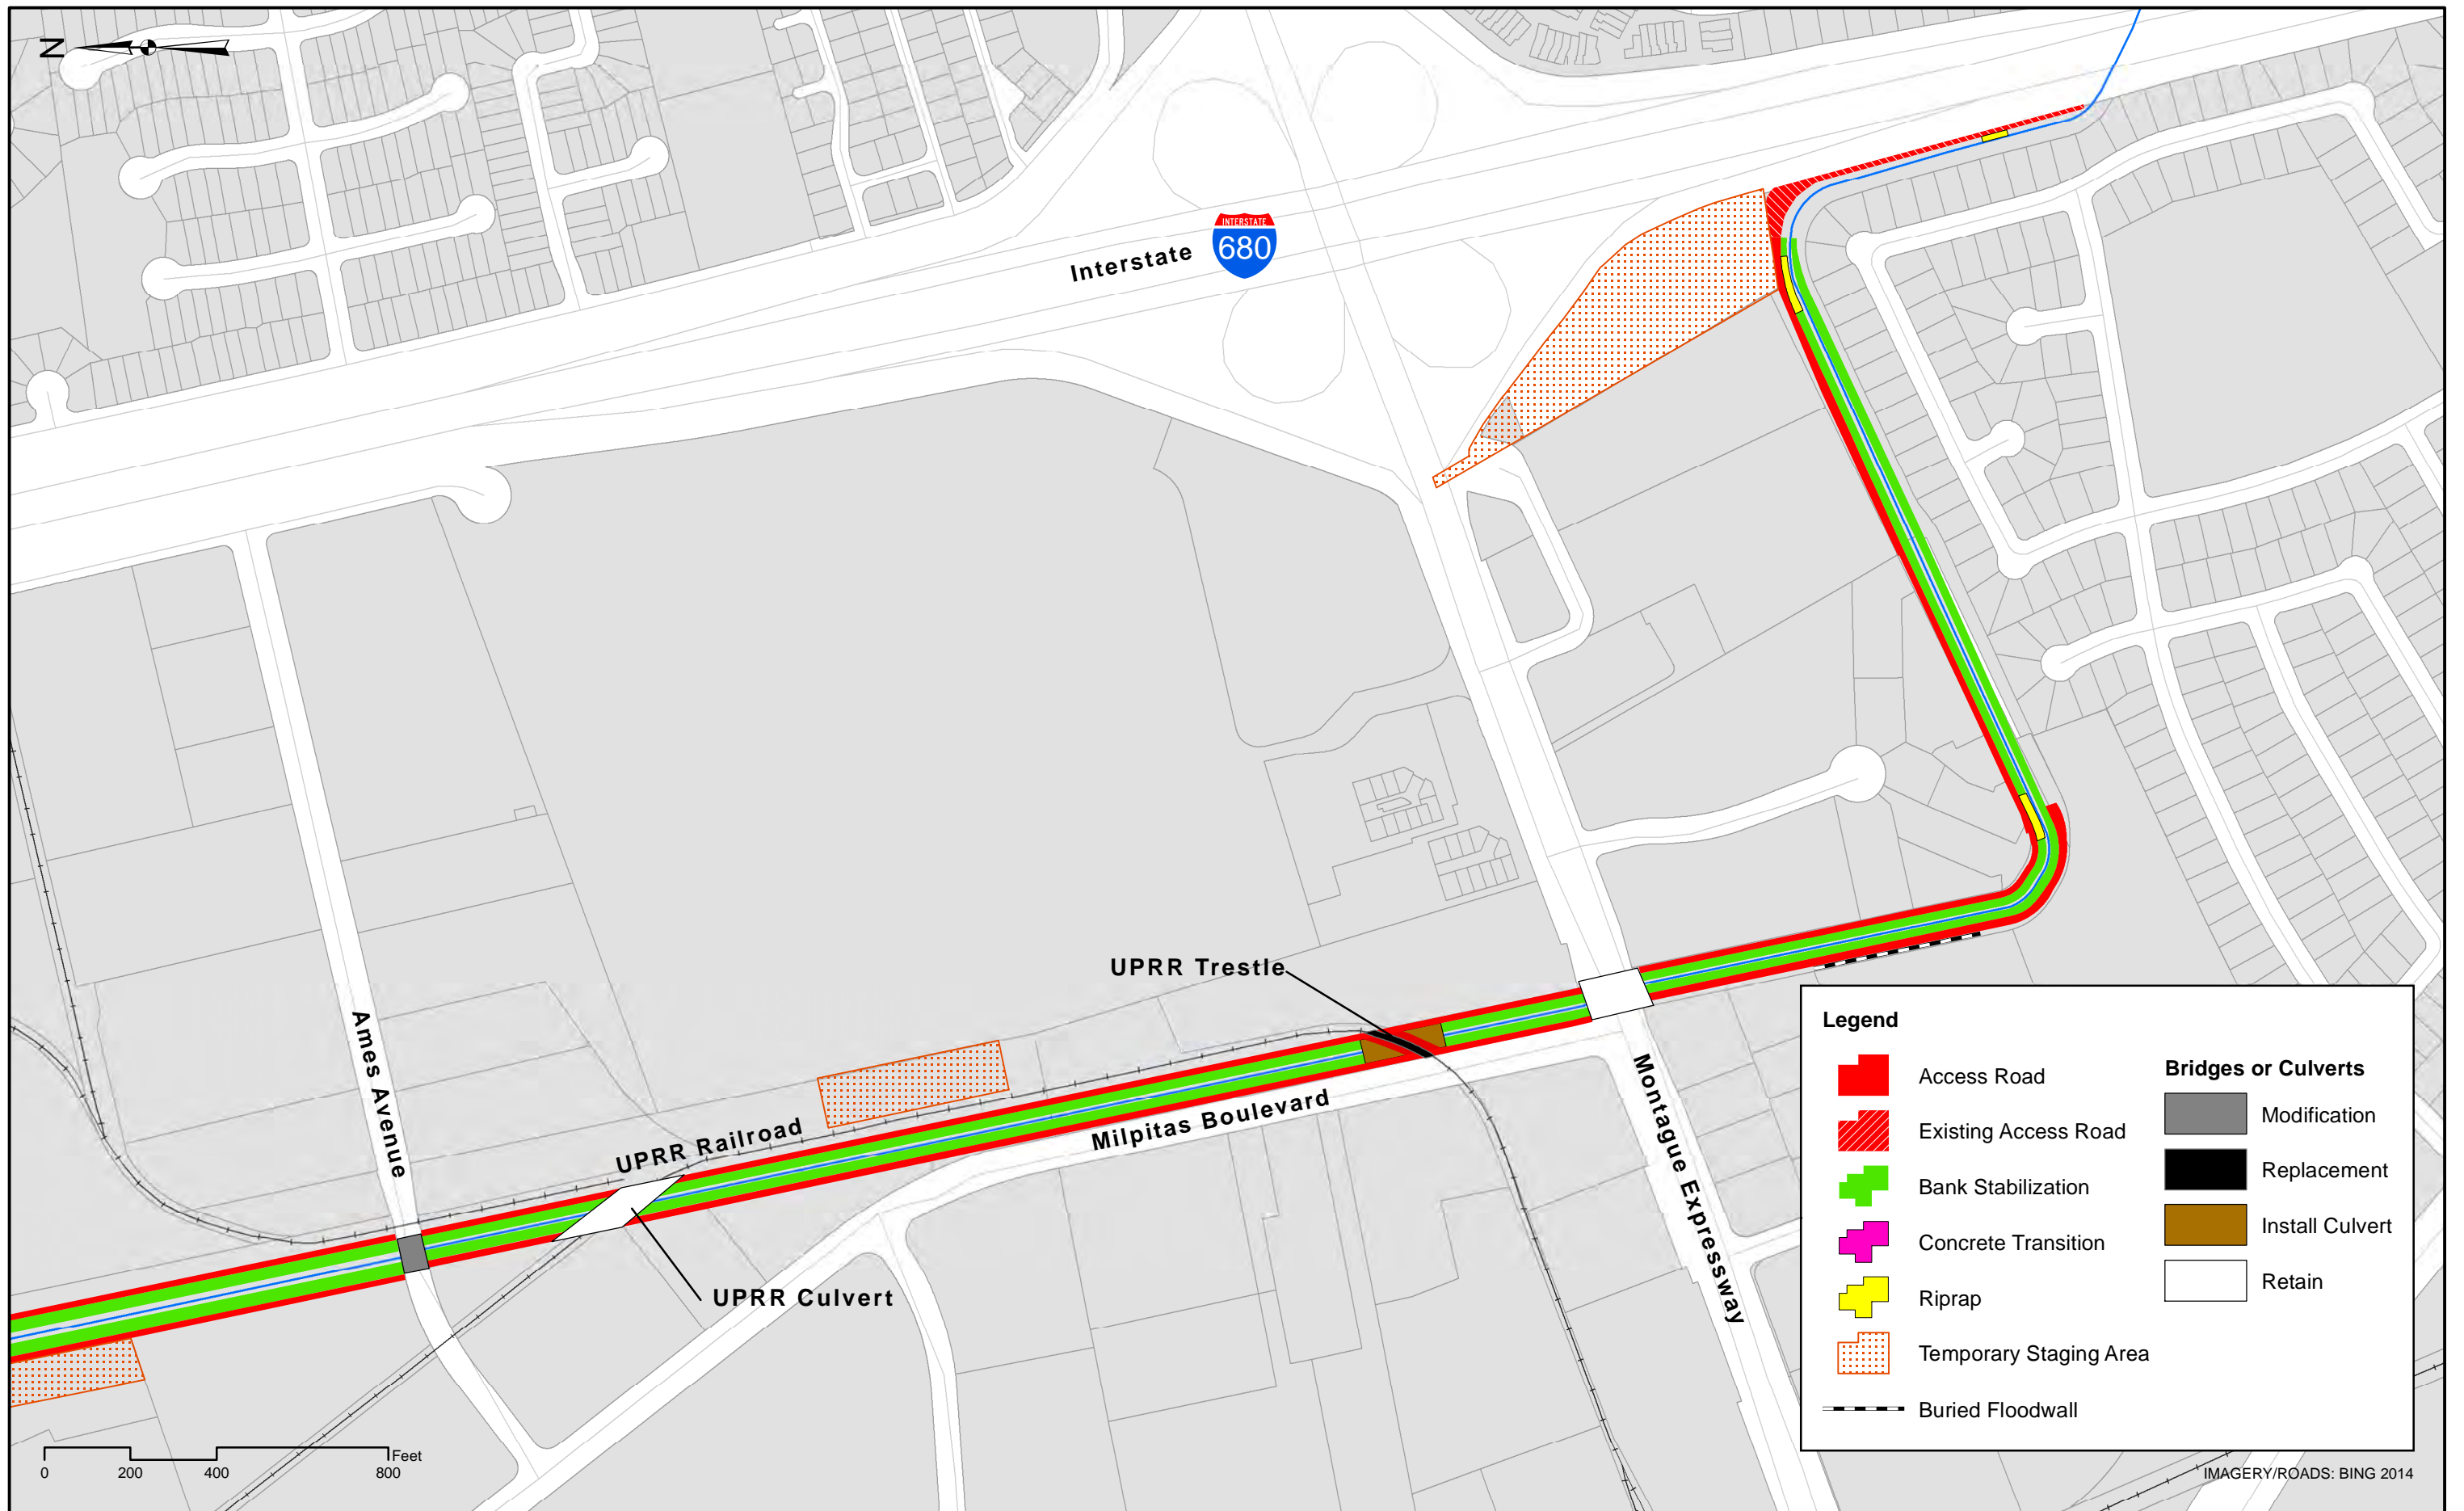 N
INTERSTATE
680
Interstate
UPRR Trestle
Ames Avenue
UPRR Railroad
Milpitas Boulevard
Montague Expressway
UPRR Culvert
Legend
Access Road
Existing Access Road
Bank Stabilization
Concrete Transition
Riprap
Temporary Staging Area
Buried Floodwall
Bridges or Culverts
Modification
Replacement
Install Culvert
Retain
Feet
0 200 400 800
IMAGERY/ROADS: BING 2014